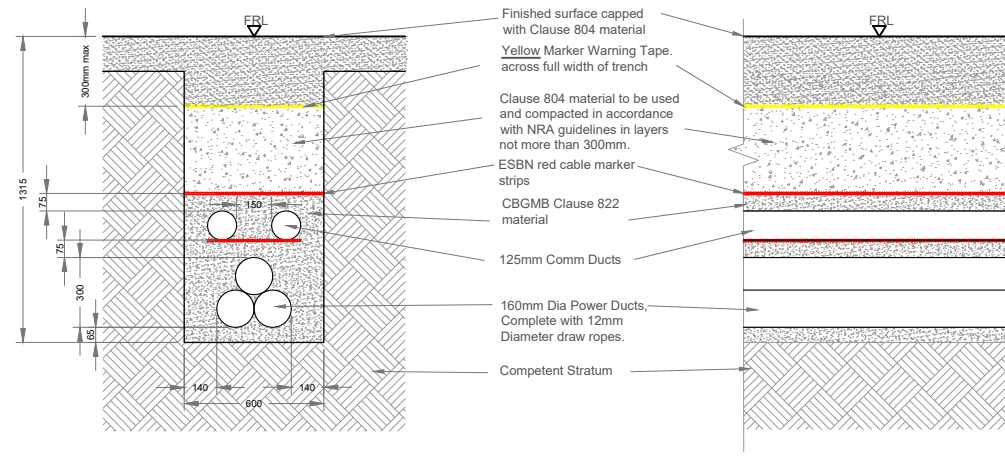 FRL
Finished surface capped
with Clause 804 material
FRL
Yellow Marker Warning Tape.
across full width of trench
300mm max
Clause 804 material to be used
and compacted in accordance
with NRA guidelines in layers
not more than 300mm.
1315
ESBN red cable marker
strips
75
150
CBGMB Clause 822
material
75
125mm Comm Ducts
300
160mm Dia Power Ducts,
Complete with 12mm
Diameter draw ropes.
65
Competent Stratum
140
140
600